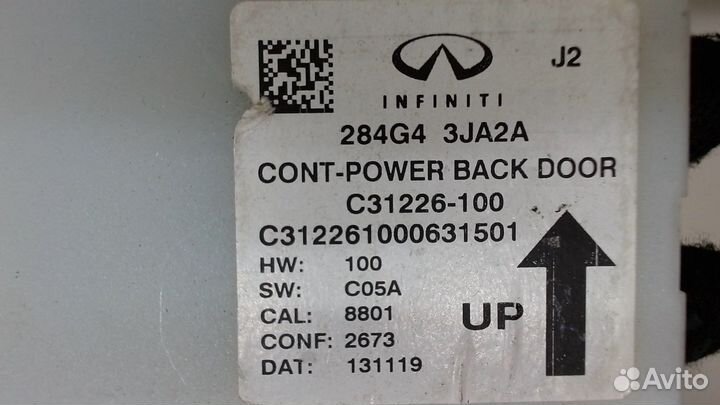 J2
INFINITI
284G4 3JA2A
CONT-POWER BACK DOOR
C31226-100
C312261000631501
HW: 100
SW: C05A
CAL: 8801
CONF: 2673
DAT: 131119
UP
Avito